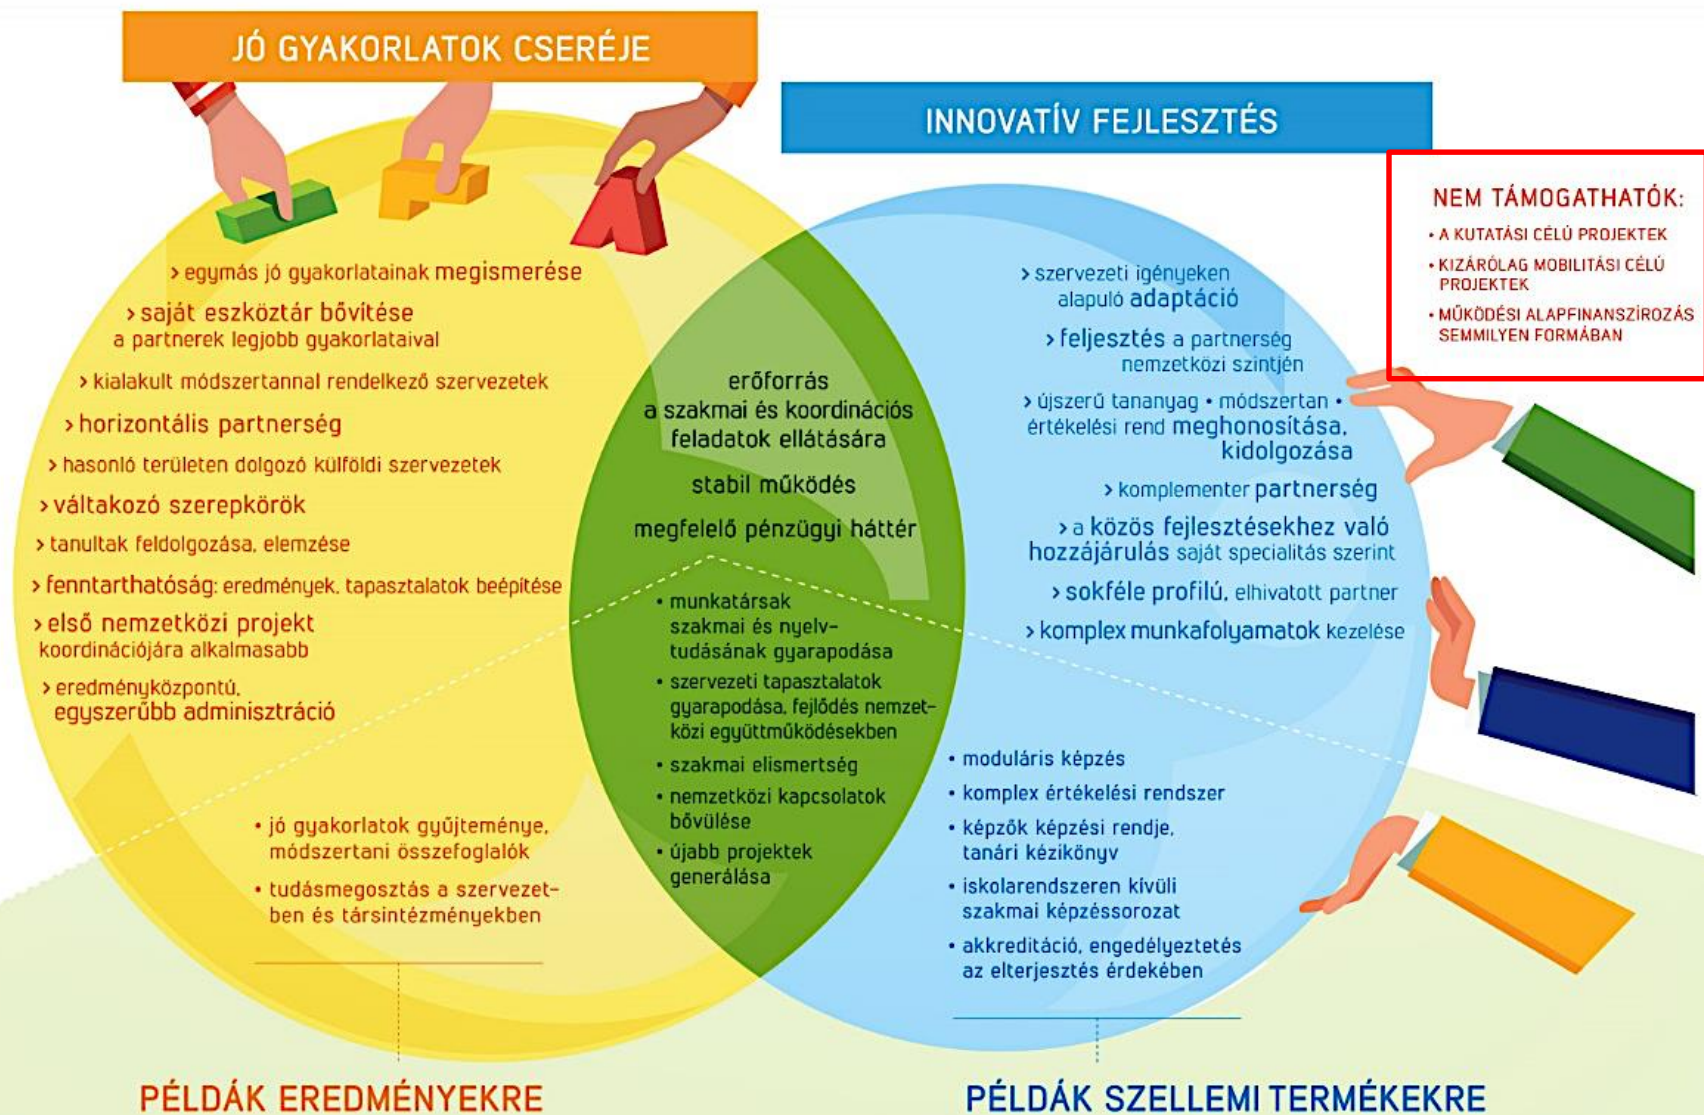 JÓ GYAKORLATOK CSERÉJE
> egymás jó gyakorlatainak megismerése
> saját eszköztár bővítése
a partnerek legjobb gyakorlataival
> kialakult módszertannal rendelkező szervezetek
> horizontális partnerség
> hasonló területen dolgozó külföldi szervezetek
> váltakozó szerepkörök
> tanultak feldolgozása, elemzése
> fenntarthatóság: eredmények, tapasztalatok beépítése
> első nemzetközi projekt
koordinációjára alkalmasabb
> eredményközpontú,
egyszerűbb adminisztráció
• jó gyakorlatok gyűjteménye,
módszertani összefoglalók
• tudásmegosztás a szervezet-
ben és társintézményekben
PÉLDÁK EREDMÉNYEKRE
erőforrás
a szakmai és koordinációs
feladatok ellátására
stabil működés
megfelelő pénzügyi háttér
• munkatársak
szakmai és nyelv-
tudásának gyarapodása
• szervezeti tapasztalatok
gyarapodása, fejlődés nemzet-
közi együttműködésekben
• szakmai elismertség
• nemzetközi kapcsolatok
bővülése
• újabb projektek
generálása
INNOVATÍV FEJLESZTÉS
> szervezeti igényeken
alapuló adaptáció
> feljesztés a partnerség
nemzetközi szintjén
> újszerű tananyag • módszertan •
értékelési rend meghonosítása,
kidolgozása
> komplementer partnerség
> a közös fejlesztésekhez való
hozzájárulás saját specialitás szerint
> sokféle profilú, elhivatott partner
> komplex munkafolyamatok kezelése
• moduláris képzés
• komplex értékelési rendszer
• képzők képzési rendje,
tanári kézikönyv
• iskolarendszeren kívüli
szakmai képzéssorozat
• akkreditáció, engedélyeztetés
az elterjesztés érdekében
PÉLDÁK SZELLEMI TERMÉKEKRE
NEM TÁMOGATHATÓK:
• A KUTATÁSI CÉLÚ PROJEKTEK
• KIZÁRÓLAG MOBILITÁSI CÉLÚ
PROJEKTEK
• MŰKÖDÉSI ALAPFINANSZÍROZÁS
SEMMILYEN FORMÁBAN